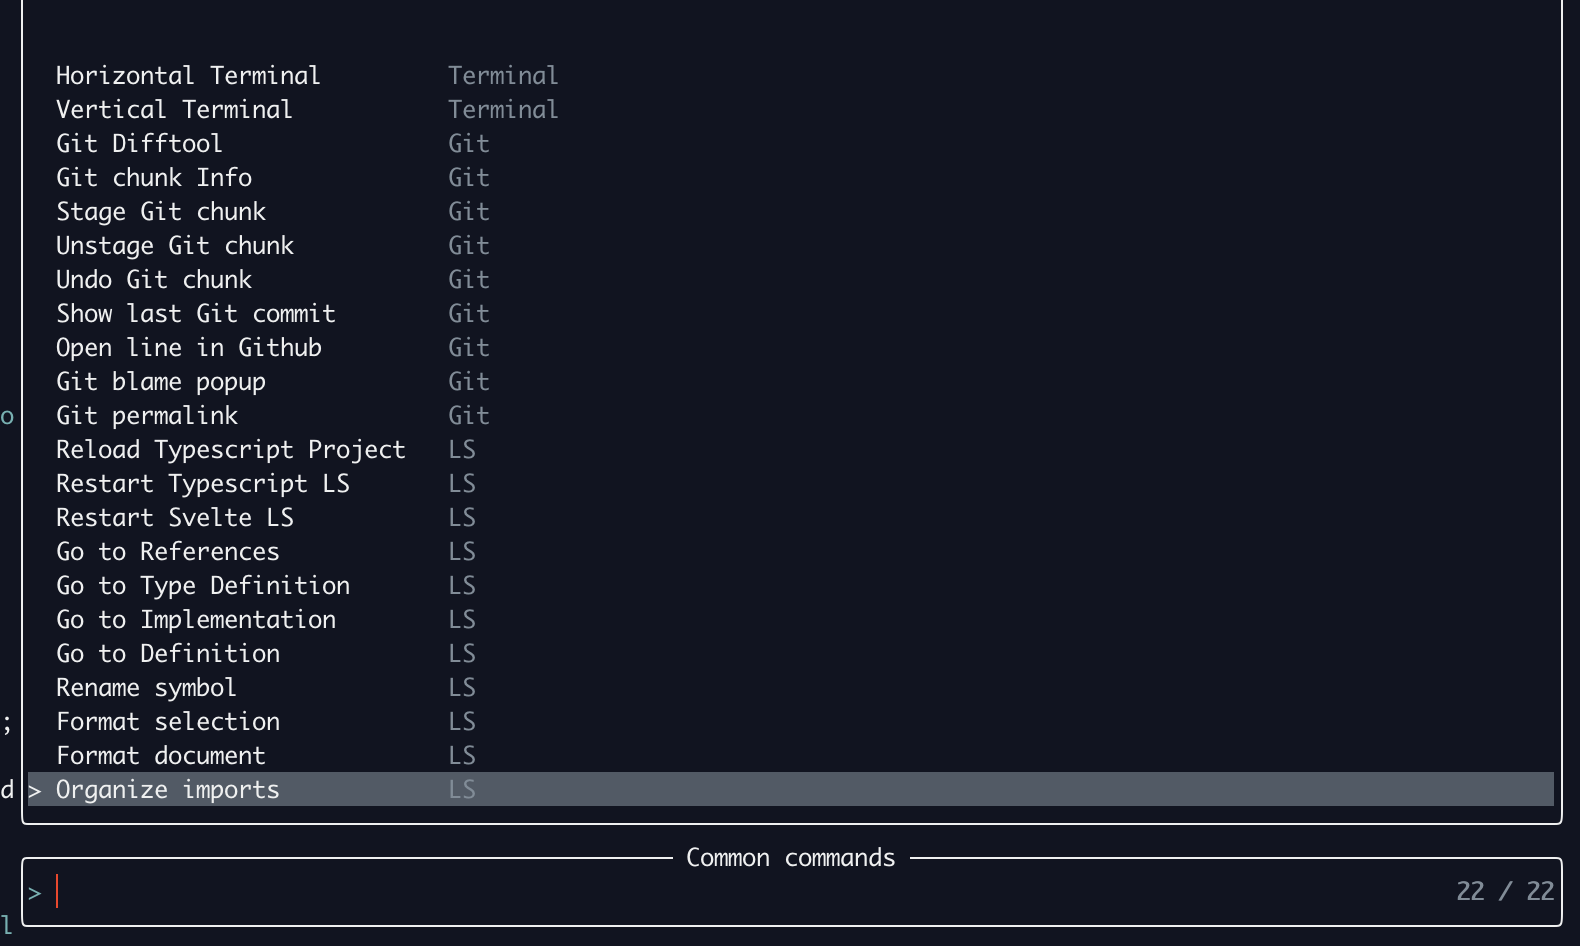 Horizontal Terminal Terminal
Vertical Terminal Terminal
Git Difftool Git
Git chunk Info Git
Stage Git chunk Git
Unstage Git chunk Git
Undo Git chunk Git
Show last Git commit Git
Open line in Github Git
Git blame popup Git
o Git permalink Git
Reload Typescript Project LS
Restart Typescript LS LS
Restart Svelte LS LS
Go to References LS
Go to Type Definition LS
Go to Implementation LS
Go to Definition LS
Rename symbol LS
; Format selection LS
Format document LS
d > Organize imports LS
Common commands
> 22 / 22
l